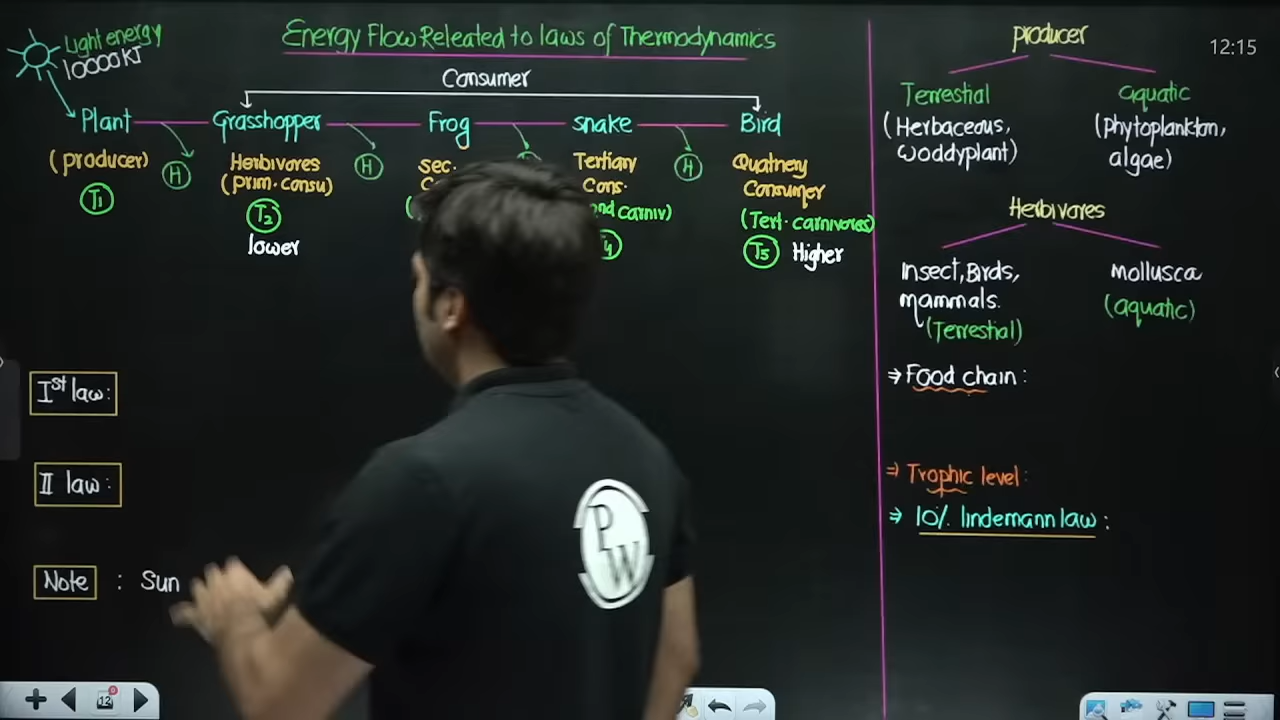 Light energy
10000KJ
Energy Flow Releated to laws of Thermodynamics
Consumer
Plant
Grasshopper
Frog
snake
Bird
(producer)
T1
H
Herbivores
(prim. consu)
T2
lower
H
sec.
Tertiary
Cons.
carniv)
H
Quatnery
Consumer
(Tert. carnivores)
T5 Higher
Ist law:
II law:
Note : Sun
PW
producer
Terrestial
(Herbaceous,
woddyplant)
aquatic
(phytoplankton,
algae)
Herbivores
Insect, Birds,
mammals.
(Terrestial)
mollusca
(aquatic)
⇒ Food chain:
⇒ Trophic level:
⇒ 10% lindemann law:
12:15
12